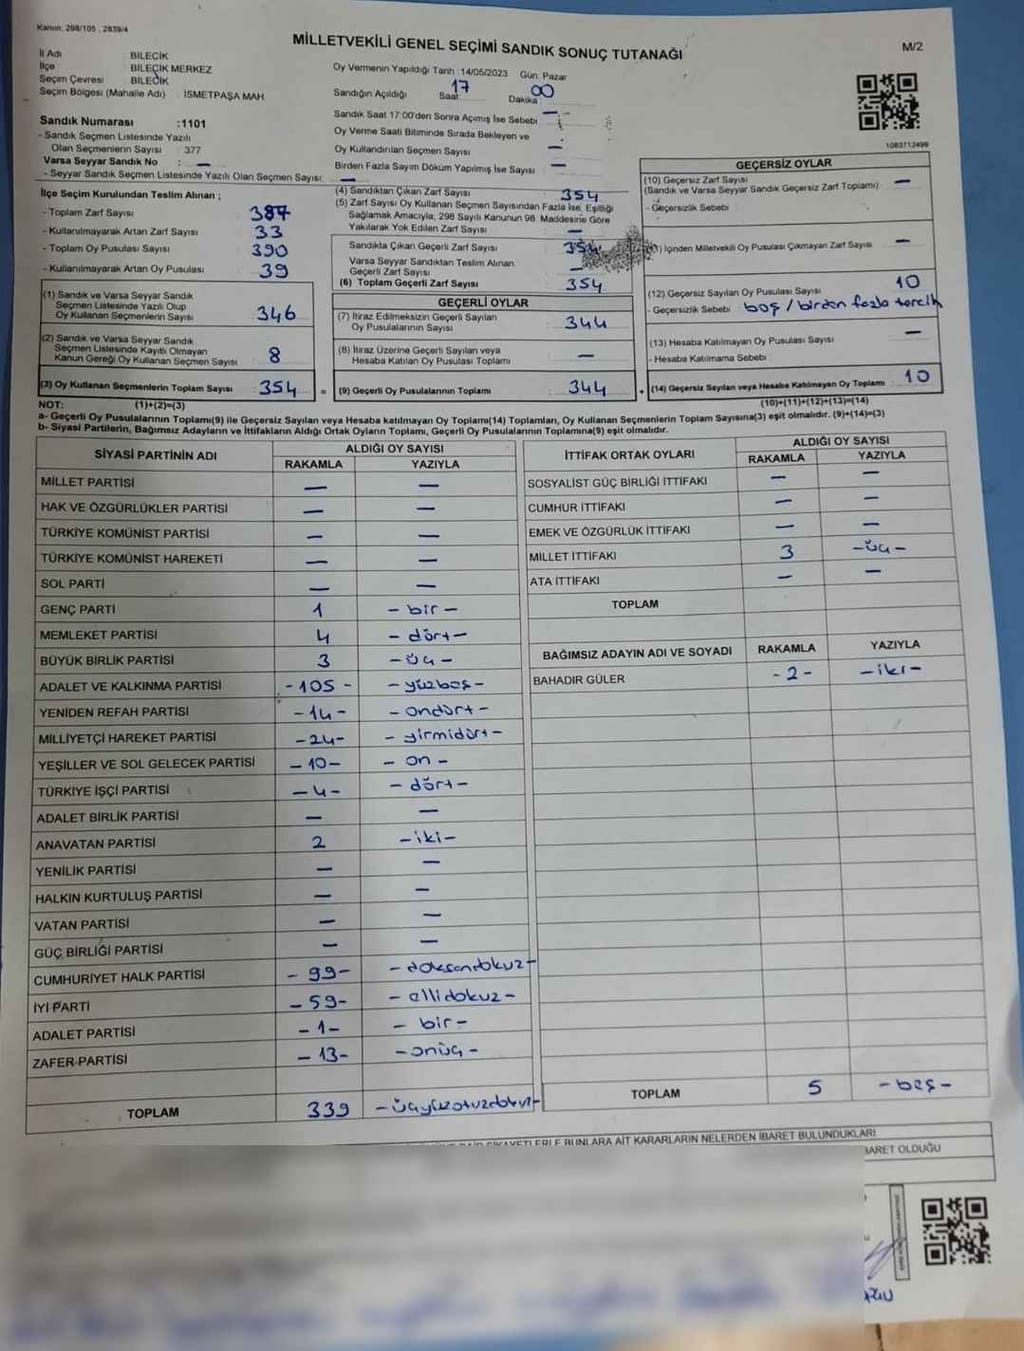 Kanun: 298/105 , 2839/4
MİLLETVEKİLİ GENEL SEÇİMİ SANDIK SONUÇ TUTANAĞI
M/2
İl Adı BİLECİK
İlçe BİLECİK MERKEZ
Seçim Çevresi BİLECİK
Seçim Bölgesi (Mahalle Adı) : İSMETPAŞA MAH.
Sandık Numarası :1101
- Sandık Seçmen Listesinde Yazılı
Olan Seçmenlerin Sayısı : 377
Varsa Seyyar Sandık No : —
- Seyyar Sandık Seçmen Listesinde Yazılı Olan Seçmen Sayısı: —
Oy Vermenin Yapıldığı Tarih :14/05/2023 Gün: Pazar
Sandığın Açıldığı Saat 17 Dakika 00
Sandık Saat 17:00'den Sonra Açılmış İse Sebebi —
Oy Verme Saati Bitiminde Sırada Bekleyen ve
Oy Kullandırılan Seçmen Sayısı —
Birden Fazla Sayım Döküm Yapılmış İse Sayısı —
1083712499
İlçe Seçim Kurulundan Teslim Alınan ;
- Toplam Zarf Sayısı 387
- Kullanılmayarak Artan Zarf Sayısı 33
- Toplam Oy Pusulası Sayısı 390
- Kullanılmayarak Artan Oy Pusulası 39
(1) Sandık ve Varsa Seyyar Sandık
Seçmen Listesinde Yazılı Olup
Oy Kullanan Seçmenlerin Sayısı 346
(2) Sandık ve Varsa Seyyar Sandık
Seçmen Listesinde Kayıtlı Olmayan
Kanun Gereği Oy Kullanan Seçmen Sayısı 8
(3) Oy Kullanan Seçmenlerin Toplam Sayısı 354
(1)+(2)=(3)
(4) Sandıktan Çıkan Zarf Sayısı 354
(5) Zarf Sayısı Oy Kullanan Seçmen Sayısından Fazla İse, Eşitliği
Sağlamak Amacıyla, 298 Sayılı Kanunun 98. Maddesine Göre
Yakılarak Yok Edilen Zarf Sayısı —
Sandıkta Çıkan Geçerli Zarf Sayısı 354
Varsa Seyyar Sandıktan Teslim Alınan
Geçerli Zarf Sayısı —
(6) Toplam Geçerli Zarf Sayısı 354
GEÇERLİ OYLAR
(7) İtiraz Edilmeksizin Geçerli Sayılan
Oy Pusulalarının Sayısı 344
(8) İtiraz Üzerine Geçerli Sayılan veya
Hesaba Katılan Oy Pusulası Toplamı —
= (9) Geçerli Oy Pusulalarının Toplamı 344
GEÇERSİZ OYLAR
(10) Geçersiz Zarf Sayısı
(Sandık ve Varsa Seyyar Sandık Geçersiz Zarf Toplamı) —
- Geçersizlik Sebebi
İçinden Milletvekili Oy Pusulası Çıkmayan Zarf Sayısı —
(12) Geçersiz Sayılan Oy Pusulası Sayısı 10
- Geçersizlik Sebebi boş / birden fazla tercih
(13) Hesaba Katılmayan Oy Pusulası Sayısı —
- Hesaba Katılmama Sebebi
+ (14) Geçersiz Sayılan veya Hesaba Katılmayan Oy Toplamı 10
(10)+(11)+(12)+(13)=(14)
NOT:
a- Geçerli Oy Pusulalarının Toplamı(9) ile Geçersiz Sayılan veya Hesaba katılmayan Oy Toplamı(14) Toplamları, Oy Kullanan Seçmenlerin Toplam Sayısına(3) eşit olmalıdır. (9)+(14)=(3)
b- Siyasi Partilerin, Bağımsız Adayların ve İttifakların Aldığı Ortak Oyların Toplamı, Geçerli Oy Pusulalarının Toplamına(9) eşit olmalıdır.
SİYASİ PARTİNİN ADI ALDIĞI OY SAYISI
RAKAMLA YAZIYLA
MİLLET PARTİSİ — —
HAK VE ÖZGÜRLÜKLER PARTİSİ — —
TÜRKİYE KOMÜNİST PARTİSİ — —
TÜRKİYE KOMÜNİST HAREKETİ — —
SOL PARTİ — —
GENÇ PARTİ 1 - bir -
MEMLEKET PARTİSİ 4 - dört -
BÜYÜK BİRLİK PARTİSİ 3 - üç -
ADALET VE KALKINMA PARTİSİ - 105 - - yüzbeş -
YENİDEN REFAH PARTİSİ - 14 - - ondört -
MİLLİYETÇİ HAREKET PARTİSİ - 24 - - yirmidört -
YEŞİLLER VE SOL GELECEK PARTİSİ - 10 - - on -
TÜRKİYE İŞÇİ PARTİSİ - 4 - - dört -
ADALET BİRLİK PARTİSİ — —
ANAVATAN PARTİSİ 2 - iki -
YENİLİK PARTİSİ — —
HALKIN KURTULUŞ PARTİSİ — —
VATAN PARTİSİ — —
GÜÇ BİRLİĞİ PARTİSİ — —
CUMHURİYET HALK PARTİSİ - 99 - - doksandokuz -
İYİ PARTİ - 59 - - ellidokuz -
ADALET PARTİSİ - 1 - - bir -
ZAFER PARTİSİ - 13 - - onüç -
TOPLAM 339 - üçyüzotuzdokuz -
İTTİFAK ORTAK OYLARI ALDIĞI OY SAYISI
RAKAMLA YAZIYLA
SOSYALİST GÜÇ BİRLİĞİ İTTİFAKI — —
CUMHUR İTTİFAKI — —
EMEK VE ÖZGÜRLÜK İTTİFAKI — —
MİLLET İTTİFAKI 3 - üç -
ATA İTTİFAKI — —
TOPLAM
BAĞIMSIZ ADAYIN ADI VE SOYADI RAKAMLA YAZIYLA
BAHADIR GÜLER - 2 - - iki -
TOPLAM 5 - beş -
BUNLARA AİT KARARLARIN NELERDEN İBARET BULUNDUKLARI
OLDUĞU